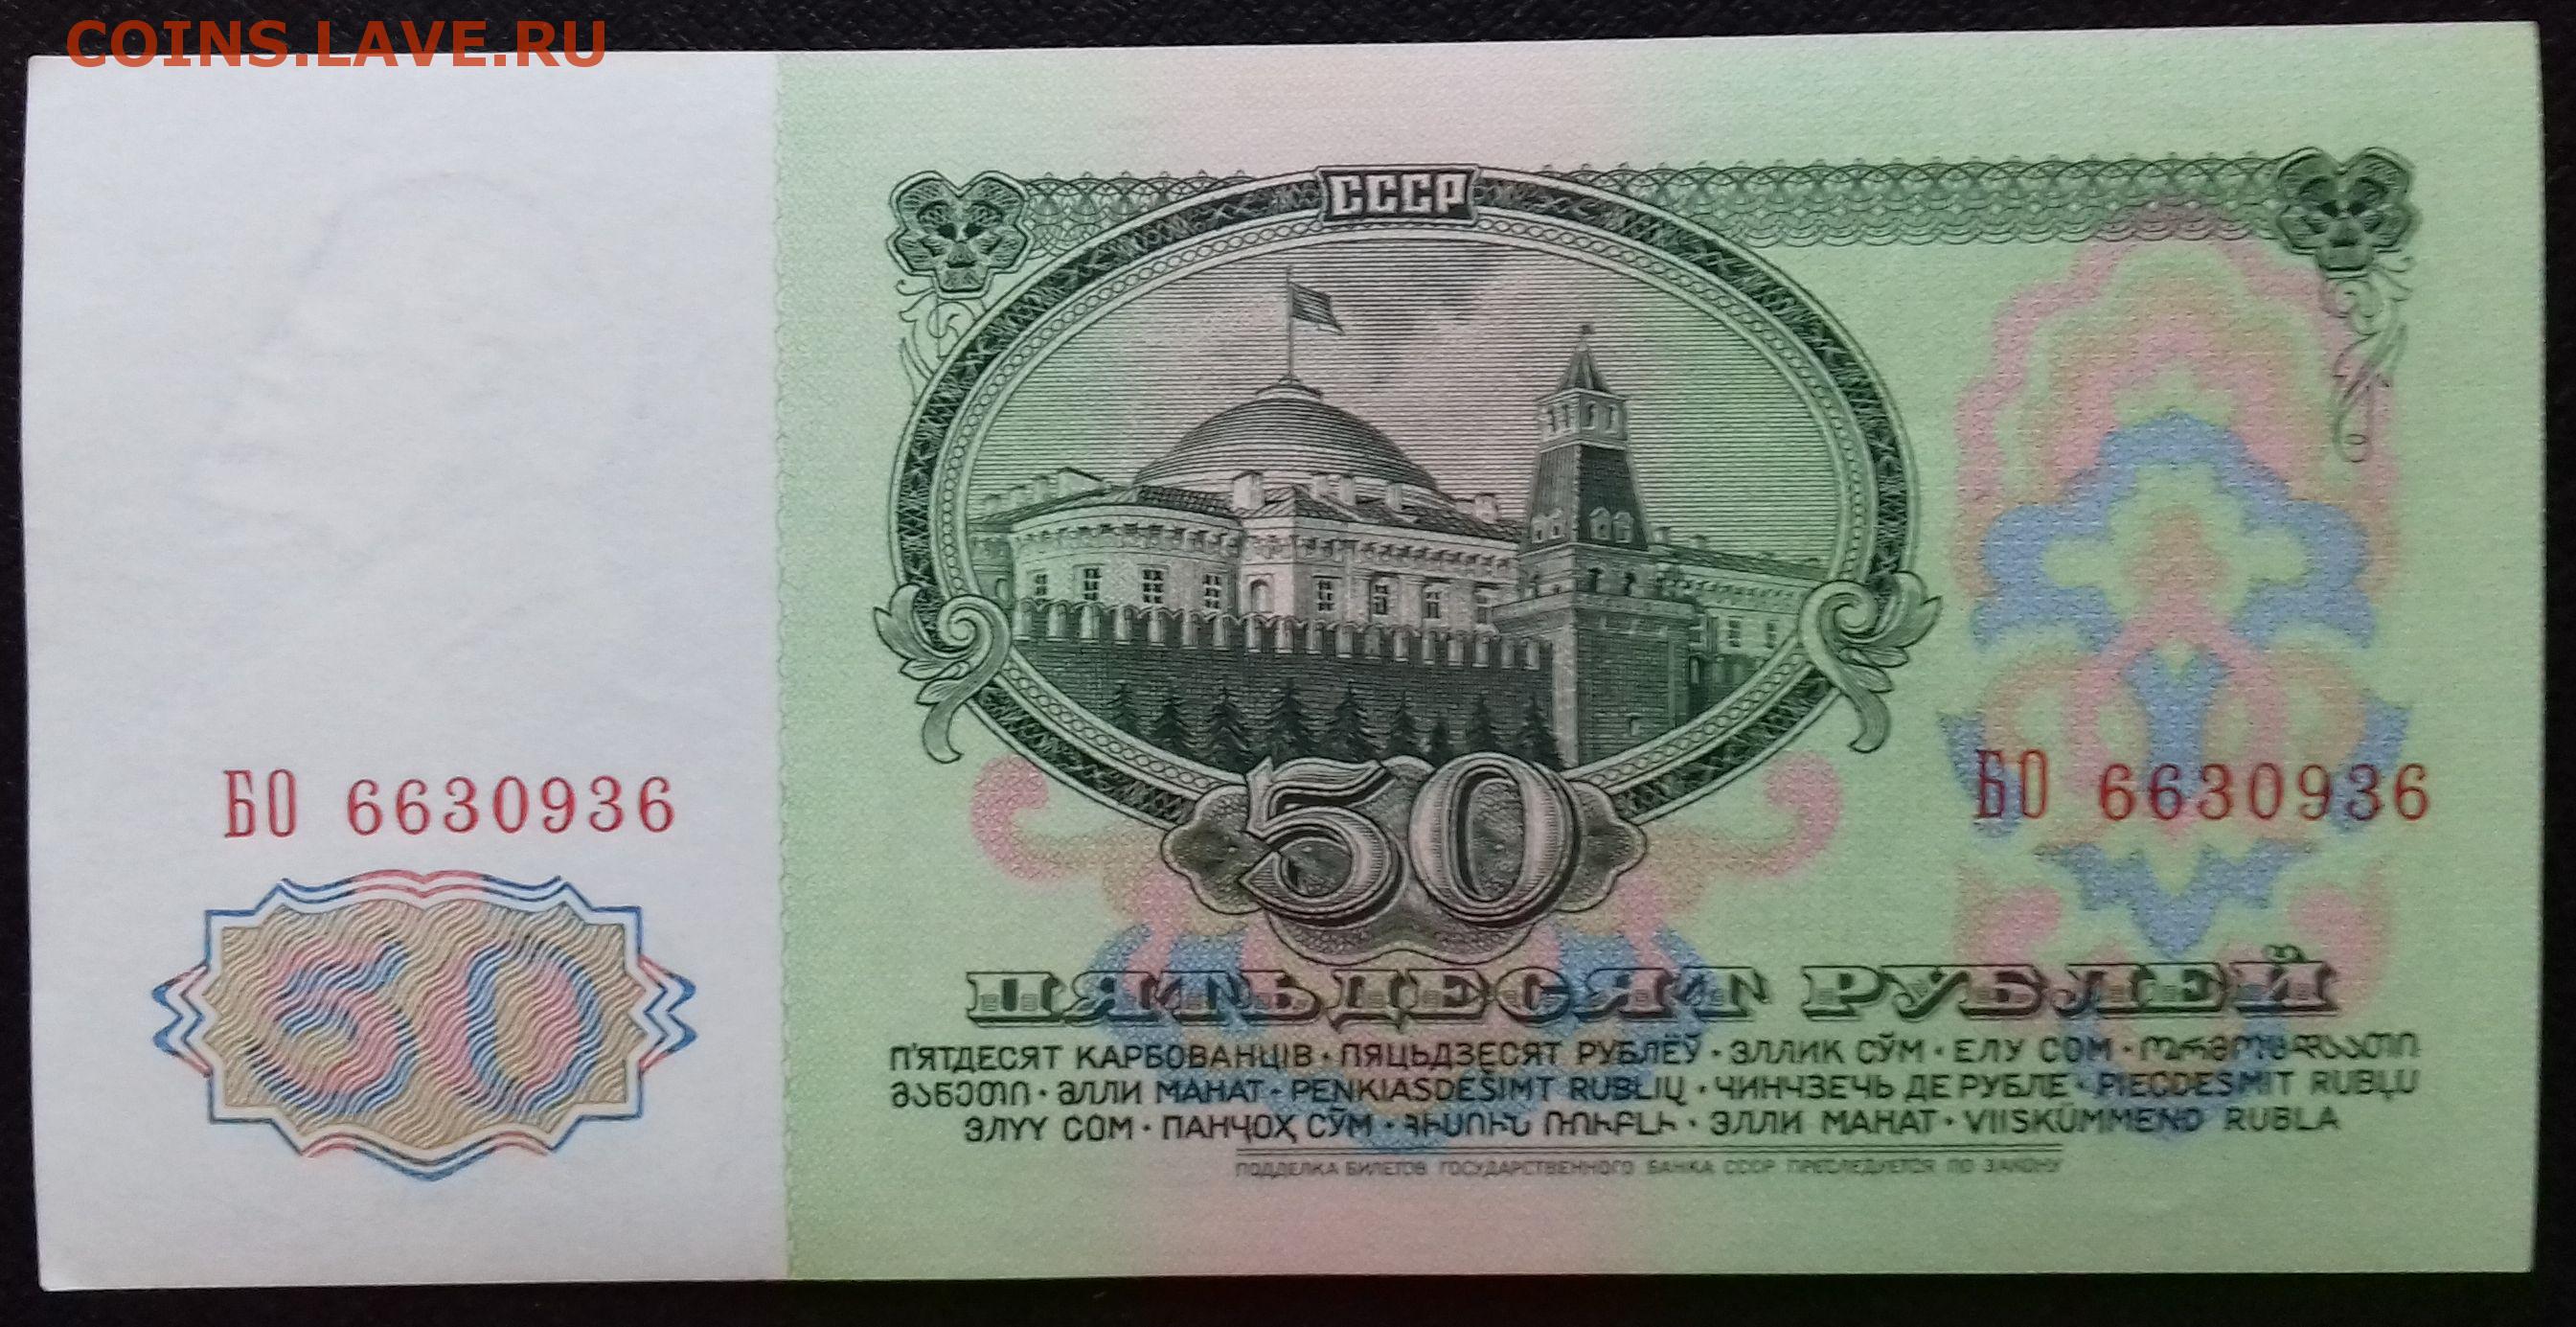 COINS.LAVE.RU
СССР
БО 6630936
БО 6630936
50
50
ПЯТЬДЕСЯТ РУБЛЕЙ
П'ЯТДЕСЯТ КАРБОВАНЦІВ · ПЯЦЬДЗЕСЯТ РУБЛЁЎ · ЭЛЛИК СЎМ · ЕЛУ СОМ · ორმოცდაათი
მანეთი · ӘЛЛИ МАНАТ · PENKIASDEŠIMT RUBLIŲ · ЧИНЧЗЕЧЬ ДЕ РУБЛЕ · PIECDESMIT RUBĻU
ЭЛҮҮ СОМ · ПАНҶОҲ СЎМ · ՀԻՍՈՒՆ ՌՈՒԲԼԻ · ЭЛЛИ МАНАТ · VIISKÜMMEND RUBLA
ПОДДЕЛКА БИЛЕТОВ ГОСУДАРСТВЕННОГО БАНКА СССР ПРЕСЛЕДУЕТСЯ ПО ЗАКОНУ